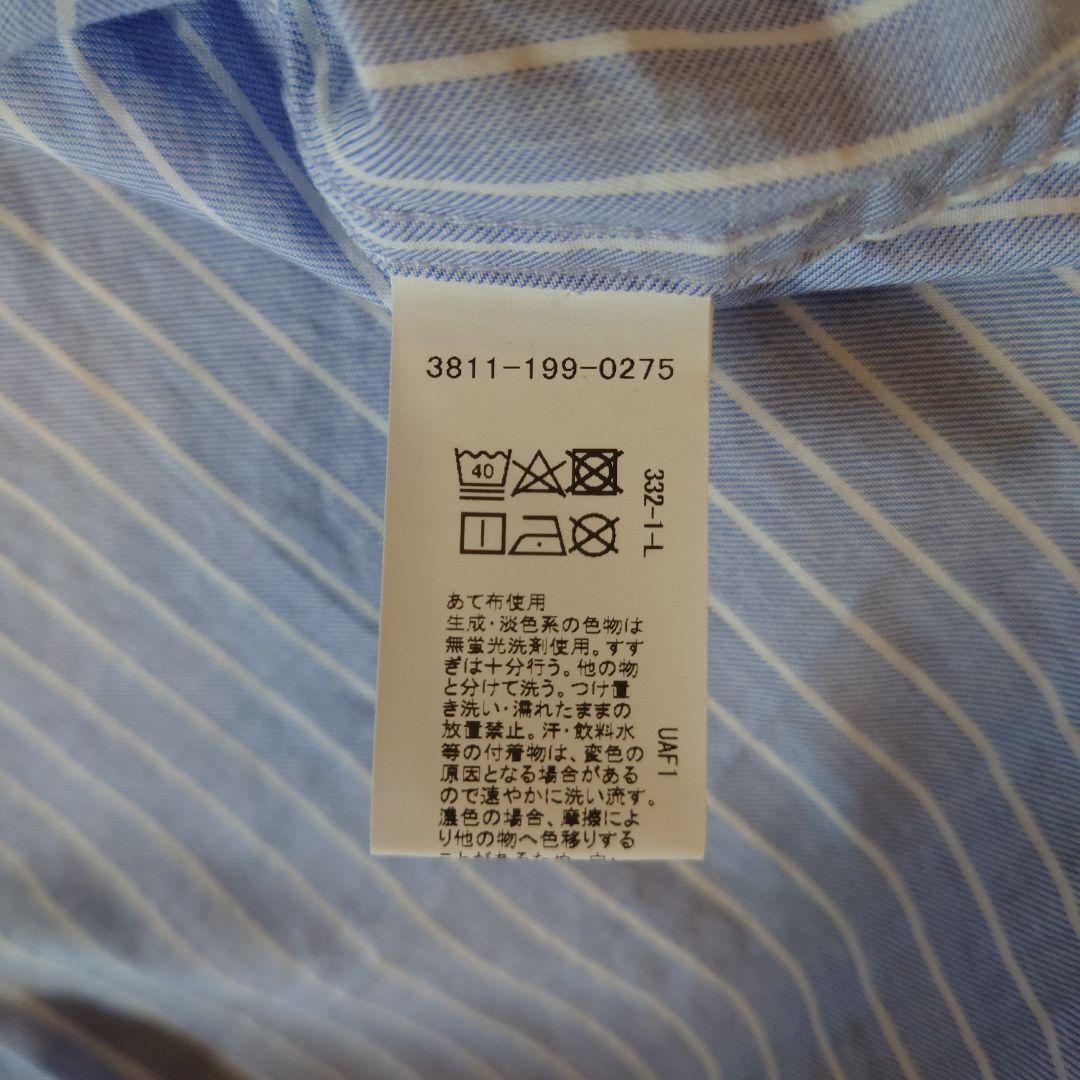 3811-199-0275
40
332-1-L
あて布使用
生成・淡色系の色物は
無蛍光洗剤使用。すす
ぎは十分行う。他の物
と分けて洗う。つけ置
き洗い・濡れたままの
放置禁止。汗・飲料水
等の付着物は、変色の
原因となる場合がある
ので速やかに洗い流す。
濃色の場合、摩擦によ
り他の物へ色移りする
UAF1